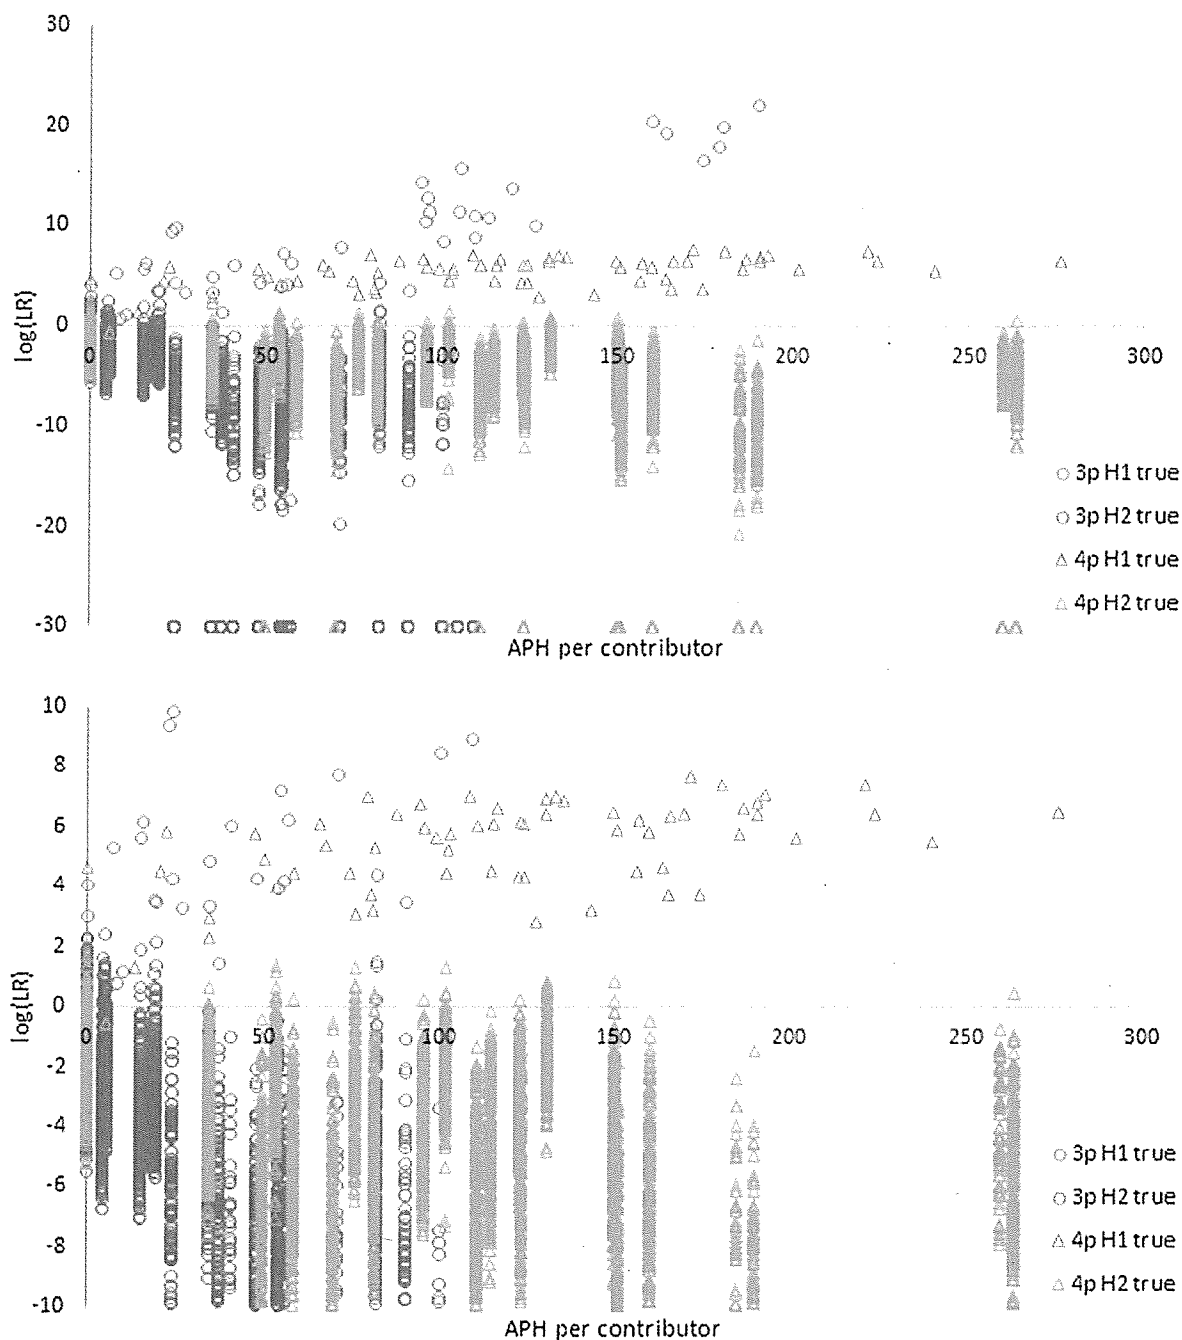 30
20
10
0
0 50 100 150 200 250 300
-10
-20
-30
log(LR)
APH per contributor
3p H1 true
3p H2 true
4p H1 true
4p H2 true
10
8
6
4
2
0
0 50 100 150 200 250 300
-2
-4
-6
-8
-10
log(LR)
APH per contributor
3p H1 true
3p H2 true
4p H1 true
4p H2 true